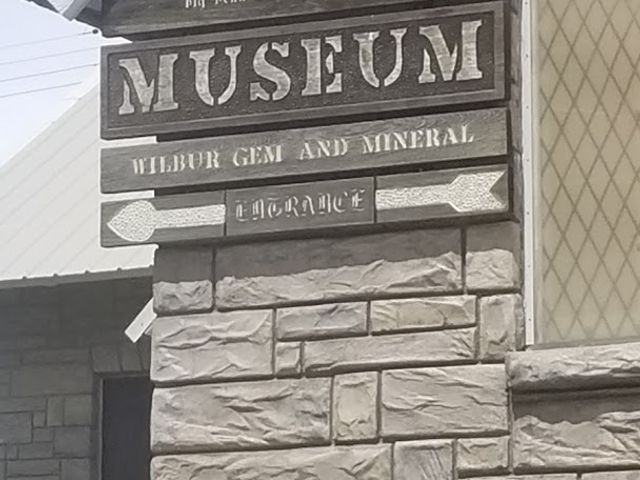 MUSEUM
WILBUR GEM AND MINERAL
ENTRANCE